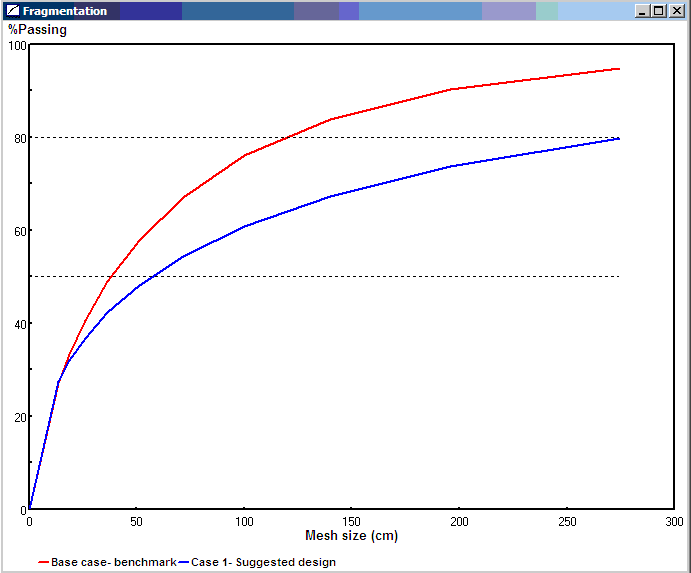 Fragmentation
%Passing
100
80
60
40
20
0
0 50 100 150 200 250 300
Mesh size (cm)
Base case- benchmark Case 1- Suggested design